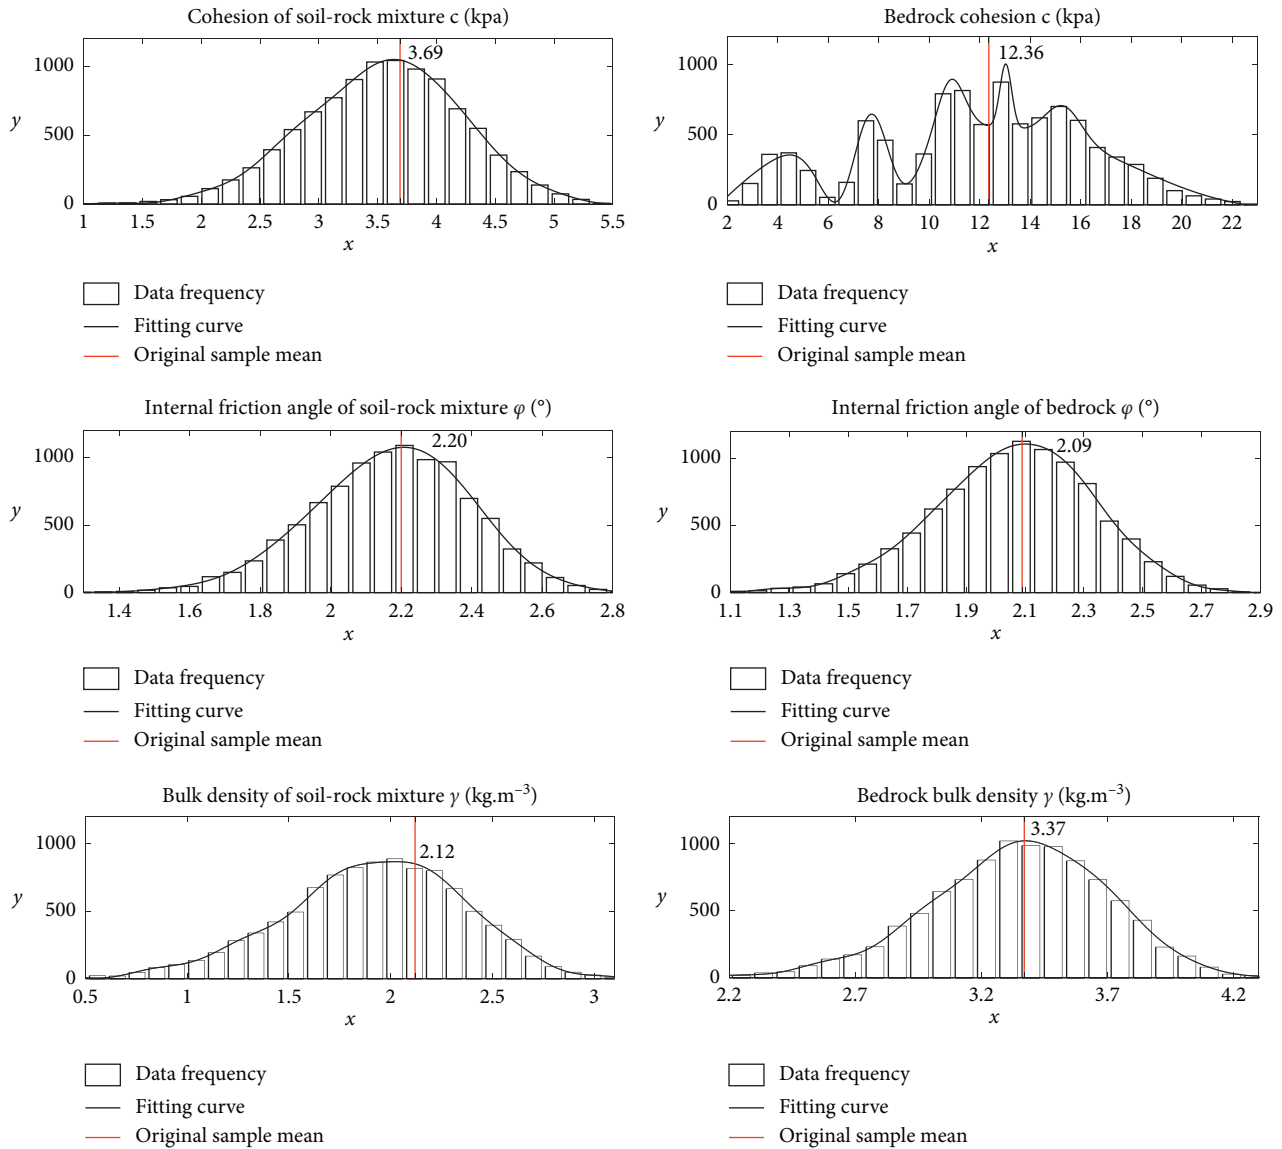 Cohesion of soil-rock mixture c (kpa)
3.69
1000
500
0
y
1 1.5 2 2.5 3 3.5 4 4.5 5 5.5
x
Data frequency
Fitting curve
Original sample mean
Bedrock cohesion c (kpa)
12.36
1000
500
0
y
2 4 6 8 10 12 14 16 18 20 22
x
Data frequency
Fitting curve
Original sample mean
Internal friction angle of soil-rock mixture φ (°)
2.20
1000
500
0
y
1.4 1.6 1.8 2 2.2 2.4 2.6 2.8
x
Data frequency
Fitting curve
Original sample mean
Internal friction angle of bedrock φ (°)
2.09
1000
500
0
y
1.1 1.3 1.5 1.7 1.9 2.1 2.3 2.5 2.7 2.9
x
Data frequency
Fitting curve
Original sample mean
Bulk density of soil-rock mixture γ (kg.m⁻³)
2.12
1000
500
0
y
0.5 1 1.5 2 2.5 3
x
Data frequency
Fitting curve
Original sample mean
Bedrock bulk density γ (kg.m⁻³)
3.37
1000
500
0
y
2.2 2.7 3.2 3.7 4.2
x
Data frequency
Fitting curve
Original sample mean